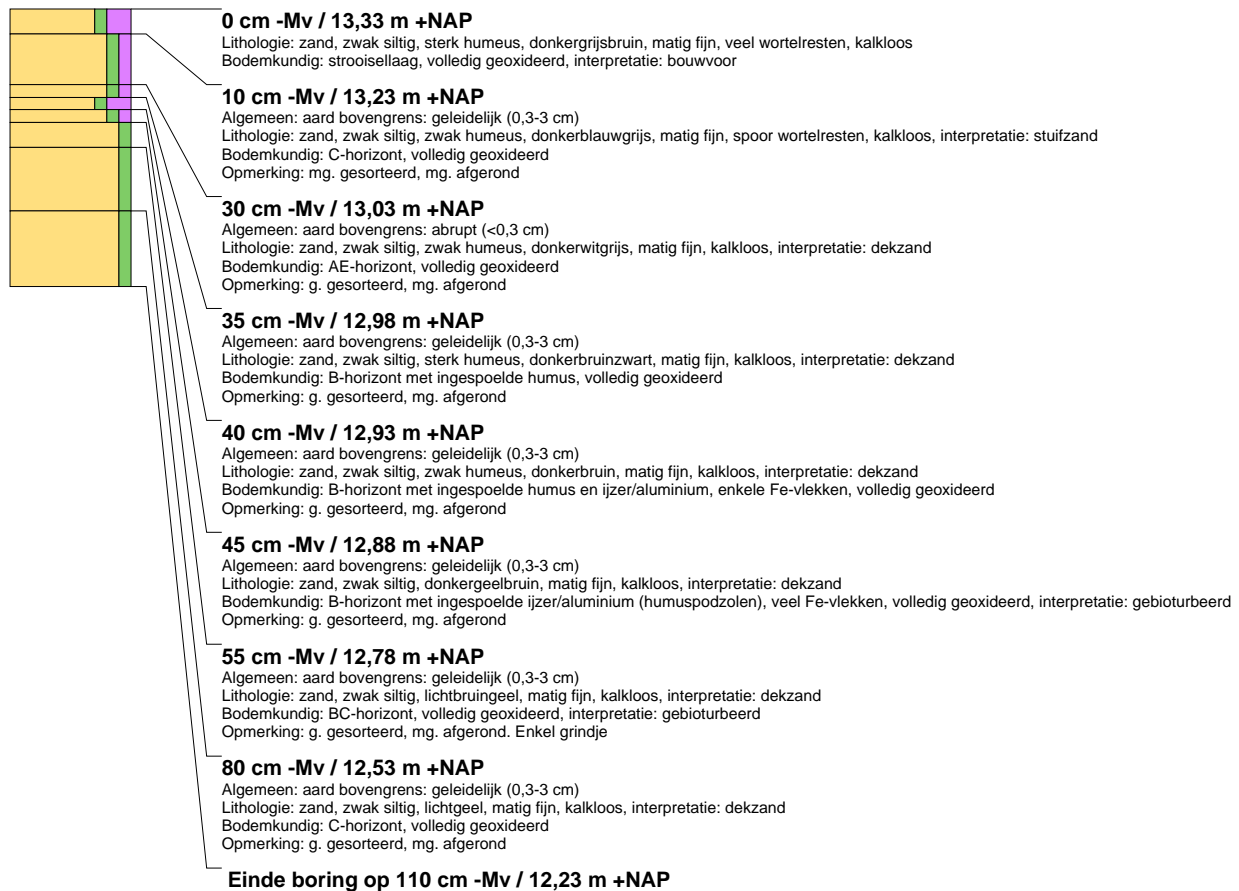 0 cm -Mv / 13,33 m +NAP
Lithologie: zand, zwak siltig, sterk humeus, donkergrijsbruin, matig fijn, veel wortelresten, kalkloos
Bodemkundig: strooisellaag, volledig geoxideerd, interpretatie: bouwvoor
10 cm -Mv / 13,23 m +NAP
Algemeen: aard bovengrens: geleidelijk (0,3-3 cm)
Lithologie: zand, zwak siltig, zwak humeus, donkerblauwgrijs, matig fijn, spoor wortelresten, kalkloos, interpretatie: stuifzand
Bodemkundig: C-horizont, volledig geoxideerd
Opmerking: mg. gesorteerd, mg. afgerond
30 cm -Mv / 13,03 m +NAP
Algemeen: aard bovengrens: abrupt (<0,3 cm)
Lithologie: zand, zwak siltig, zwak humeus, donkerwitgrijs, matig fijn, kalkloos, interpretatie: dekzand
Bodemkundig: AE-horizont, volledig geoxideerd
Opmerking: g. gesorteerd, mg. afgerond
35 cm -Mv / 12,98 m +NAP
Algemeen: aard bovengrens: geleidelijk (0,3-3 cm)
Lithologie: zand, zwak siltig, sterk humeus, donkerbruinzwart, matig fijn, kalkloos, interpretatie: dekzand
Bodemkundig: B-horizont met ingespoelde humus, volledig geoxideerd
Opmerking: g. gesorteerd, mg. afgerond
40 cm -Mv / 12,93 m +NAP
Algemeen: aard bovengrens: geleidelijk (0,3-3 cm)
Lithologie: zand, zwak siltig, zwak humeus, donkerbruin, matig fijn, kalkloos, interpretatie: dekzand
Bodemkundig: B-horizont met ingespoelde humus en ijzer/aluminium, enkele Fe-vlekken, volledig geoxideerd
Opmerking: g. gesorteerd, mg. afgerond
45 cm -Mv / 12,88 m +NAP
Algemeen: aard bovengrens: geleidelijk (0,3-3 cm)
Lithologie: zand, zwak siltig, donkergeelbruin, matig fijn, kalkloos, interpretatie: dekzand
Bodemkundig: B-horizont met ingespoelde ijzer/aluminium (humuspodzolen), veel Fe-vlekken, volledig geoxideerd, interpretatie: gebioturbeerd
Opmerking: g. gesorteerd, mg. afgerond
55 cm -Mv / 12,78 m +NAP
Algemeen: aard bovengrens: geleidelijk (0,3-3 cm)
Lithologie: zand, zwak siltig, lichtbruingeel, matig fijn, kalkloos, interpretatie: dekzand
Bodemkundig: BC-horizont, volledig geoxideerd, interpretatie: gebioturbeerd
Opmerking: g. gesorteerd, mg. afgerond. Enkel grindje
80 cm -Mv / 12,53 m +NAP
Algemeen: aard bovengrens: geleidelijk (0,3-3 cm)
Lithologie: zand, zwak siltig, lichtgeel, matig fijn, kalkloos, interpretatie: dekzand
Bodemkundig: C-horizont, volledig geoxideerd
Opmerking: g. gesorteerd, mg. afgerond
Einde boring op 110 cm -Mv / 12,23 m +NAP